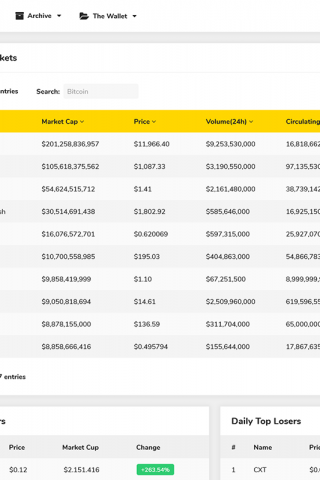 Archive The Wallet
kets
ntries Search: Bitcoin
Market Cap Price Volume(24h) Circulating
$201,258,836,957 $11,966.40 $9,253,530,000 16,818,662
$105,618,375,562 $1,087.33 $3,190,550,000 97,135,530
$54,624,515,712 $1.41 $2,161,480,000 38,739,142
sh $30,514,691,438 $1,802.92 $585,646,000 16,925,150
$16,076,572,701 $0.620069 $597,315,000 25,927,070
$10,700,558,985 $195.03 $404,863,000 54,866,783
$9,858,419,999 $1.10 $67,251,500 8,999,999,9
$9,050,818,694 $14.61 $2,509,960,000 619,596,59
$8,878,155,000 $136.59 $311,704,000 65,000,000
$8,858,666,416 $0.495794 $155,644,000 17,867,635
7 entries
rs Daily Top Losers
Price Market Cup Change # Name Price
$0.12 $2.151.416 +263.54% 1 CXT $0.0